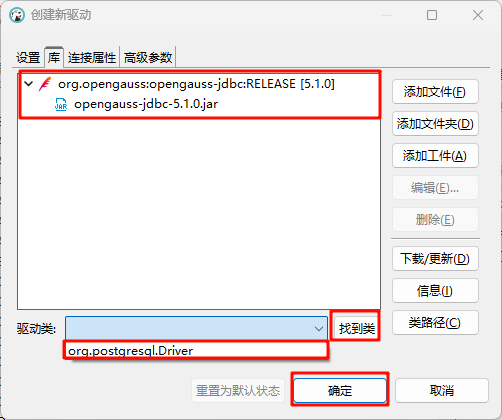 创建新驱动
设置 库 连接属性 高级参数
org.opengauss:opengauss-jdbc:RELEASE [5.1.0]
opengauss-jdbc-5.1.0.jar
添加文件(F)
添加文件夹(D)
添加工件(A)
编辑(E)...
删除(E)
下载/更新(D)
信息(I)
类路径(C)
驱动类:
找到类
org.postgresql.Driver
重置为默认状态
确定
取消